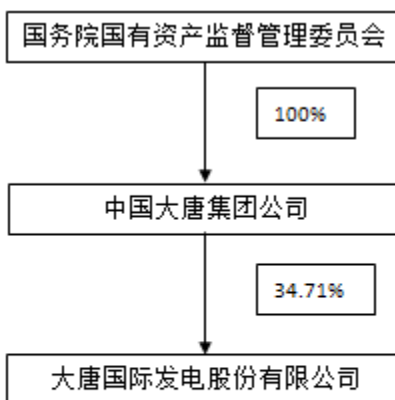 国务院国有资产监督管理委员会
100%
中国大唐集团公司
34.71%
大唐国际发电股份有限公司